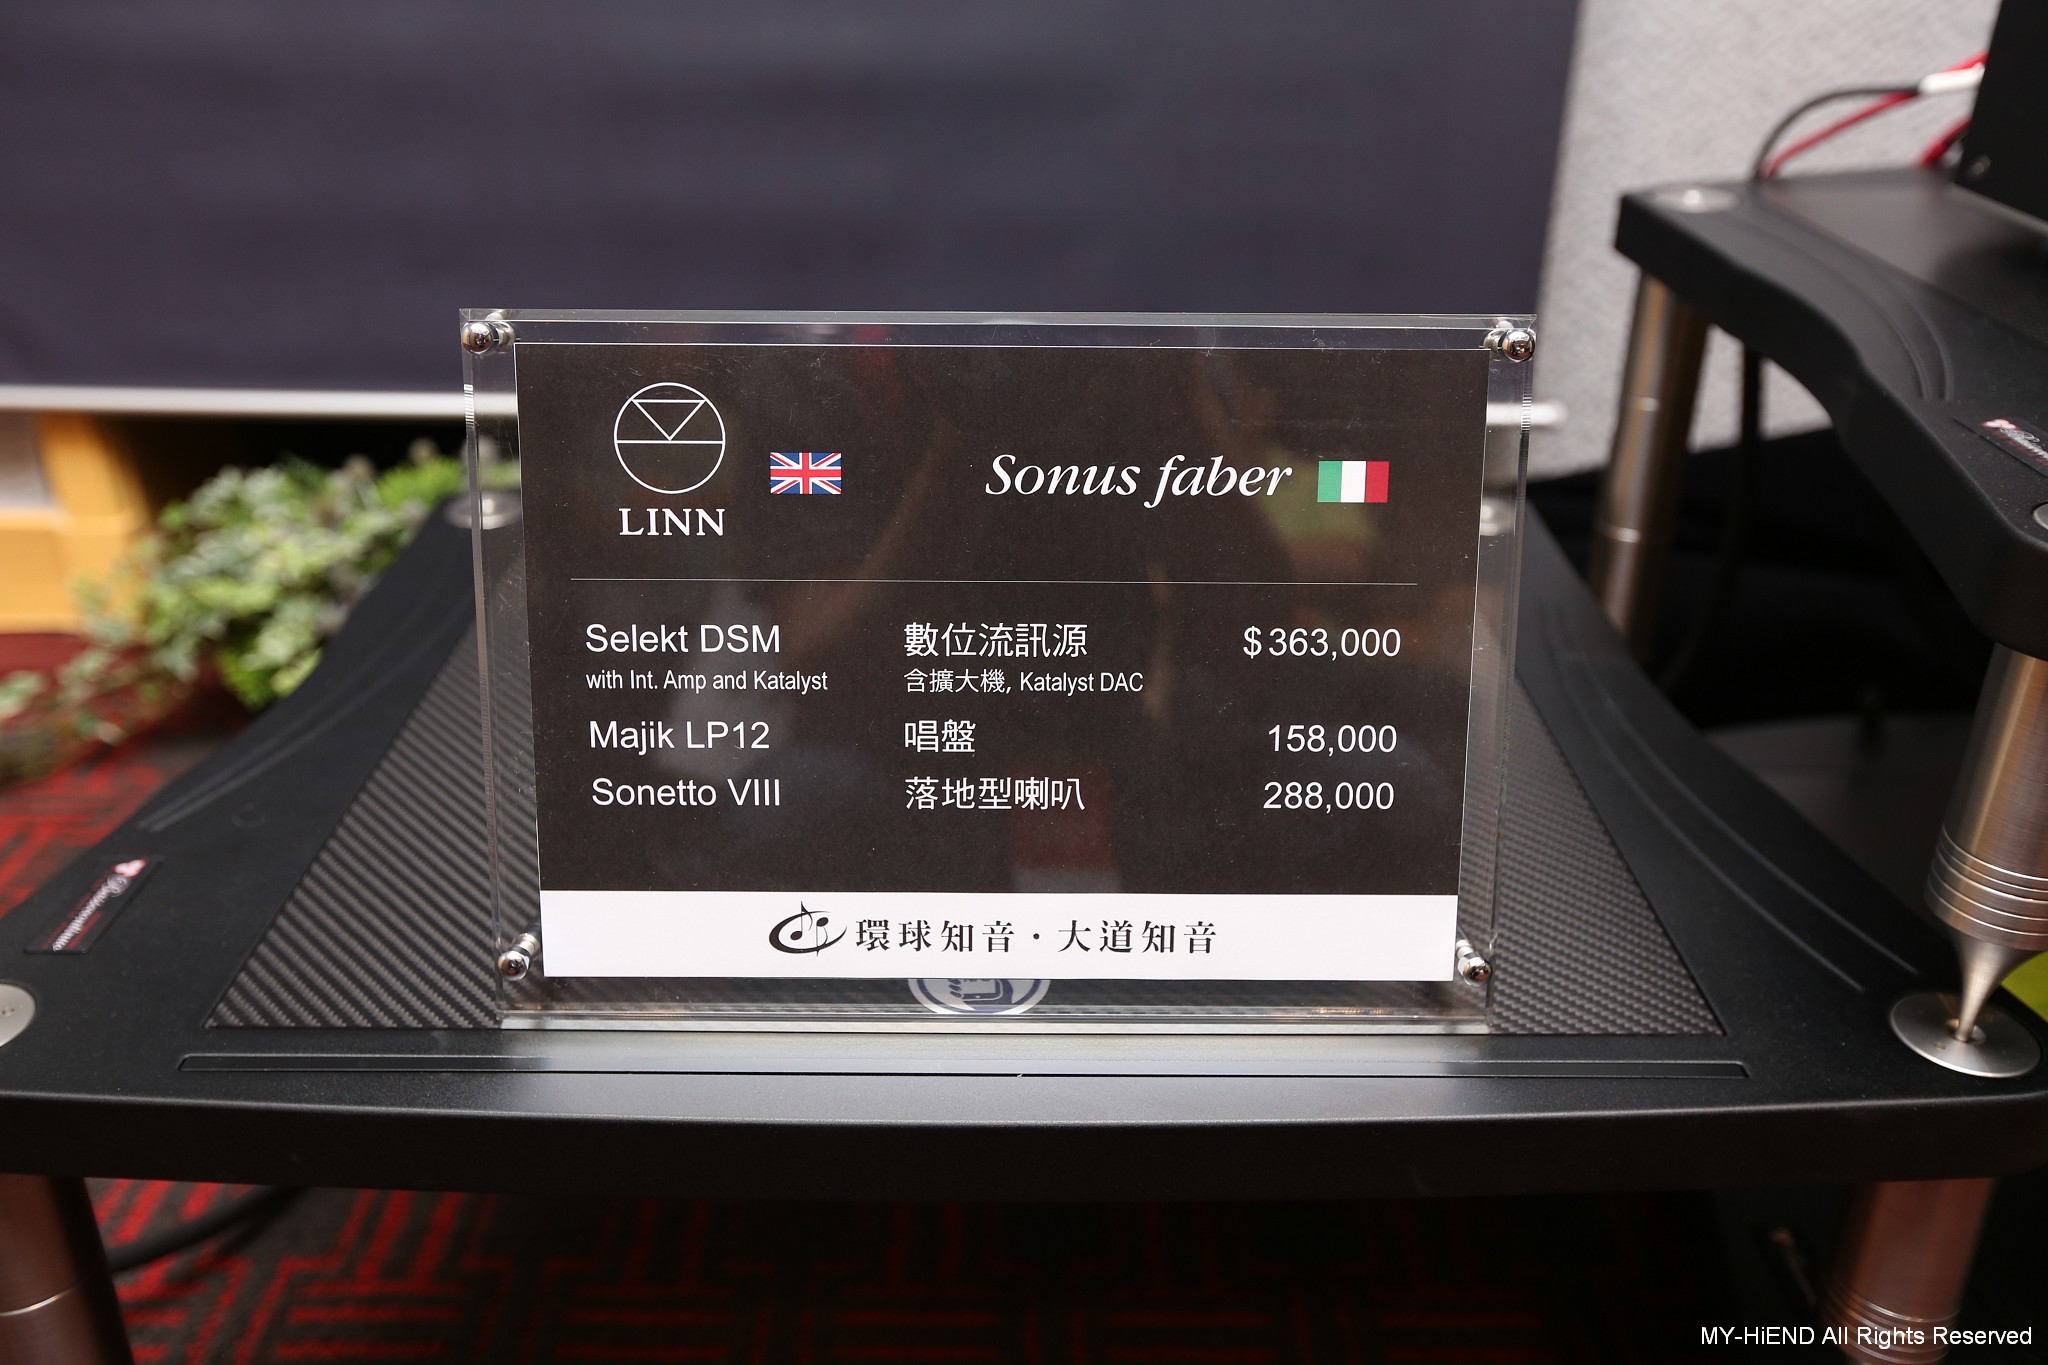 LINN
Sonus faber
Selekt DSM 數位流訊源 $363,000
with Int. Amp and Katalyst 含擴大機, Katalyst DAC
Majik LP12 唱盤 158,000
Sonetto VIII 落地型喇叭 288,000
環球知音·大道知音
MY-HiEND All Rights Reserved